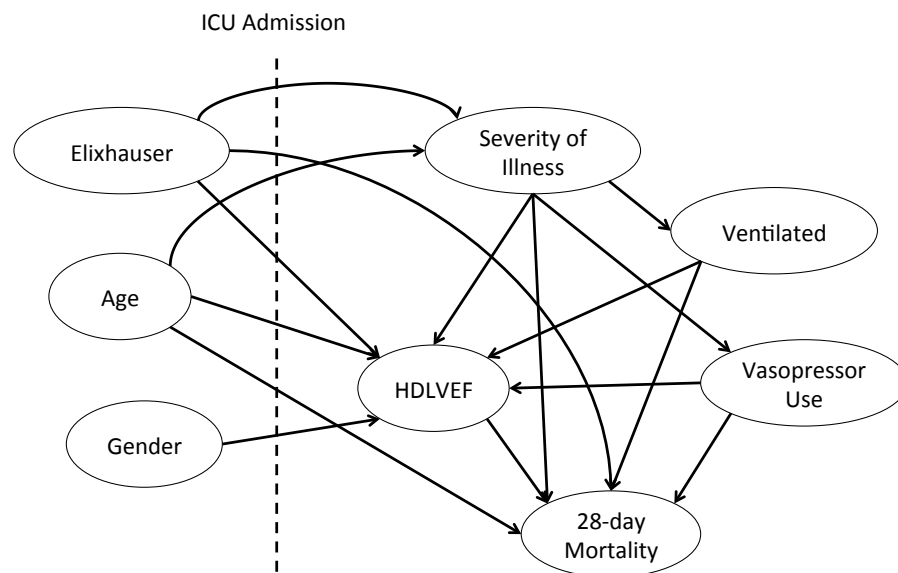 ICU Admission
Elixhauser
Severity of
Illness
Ventilated
Age
HDLVEF
Vasopressor
Use
Gender
28-day
Mortality